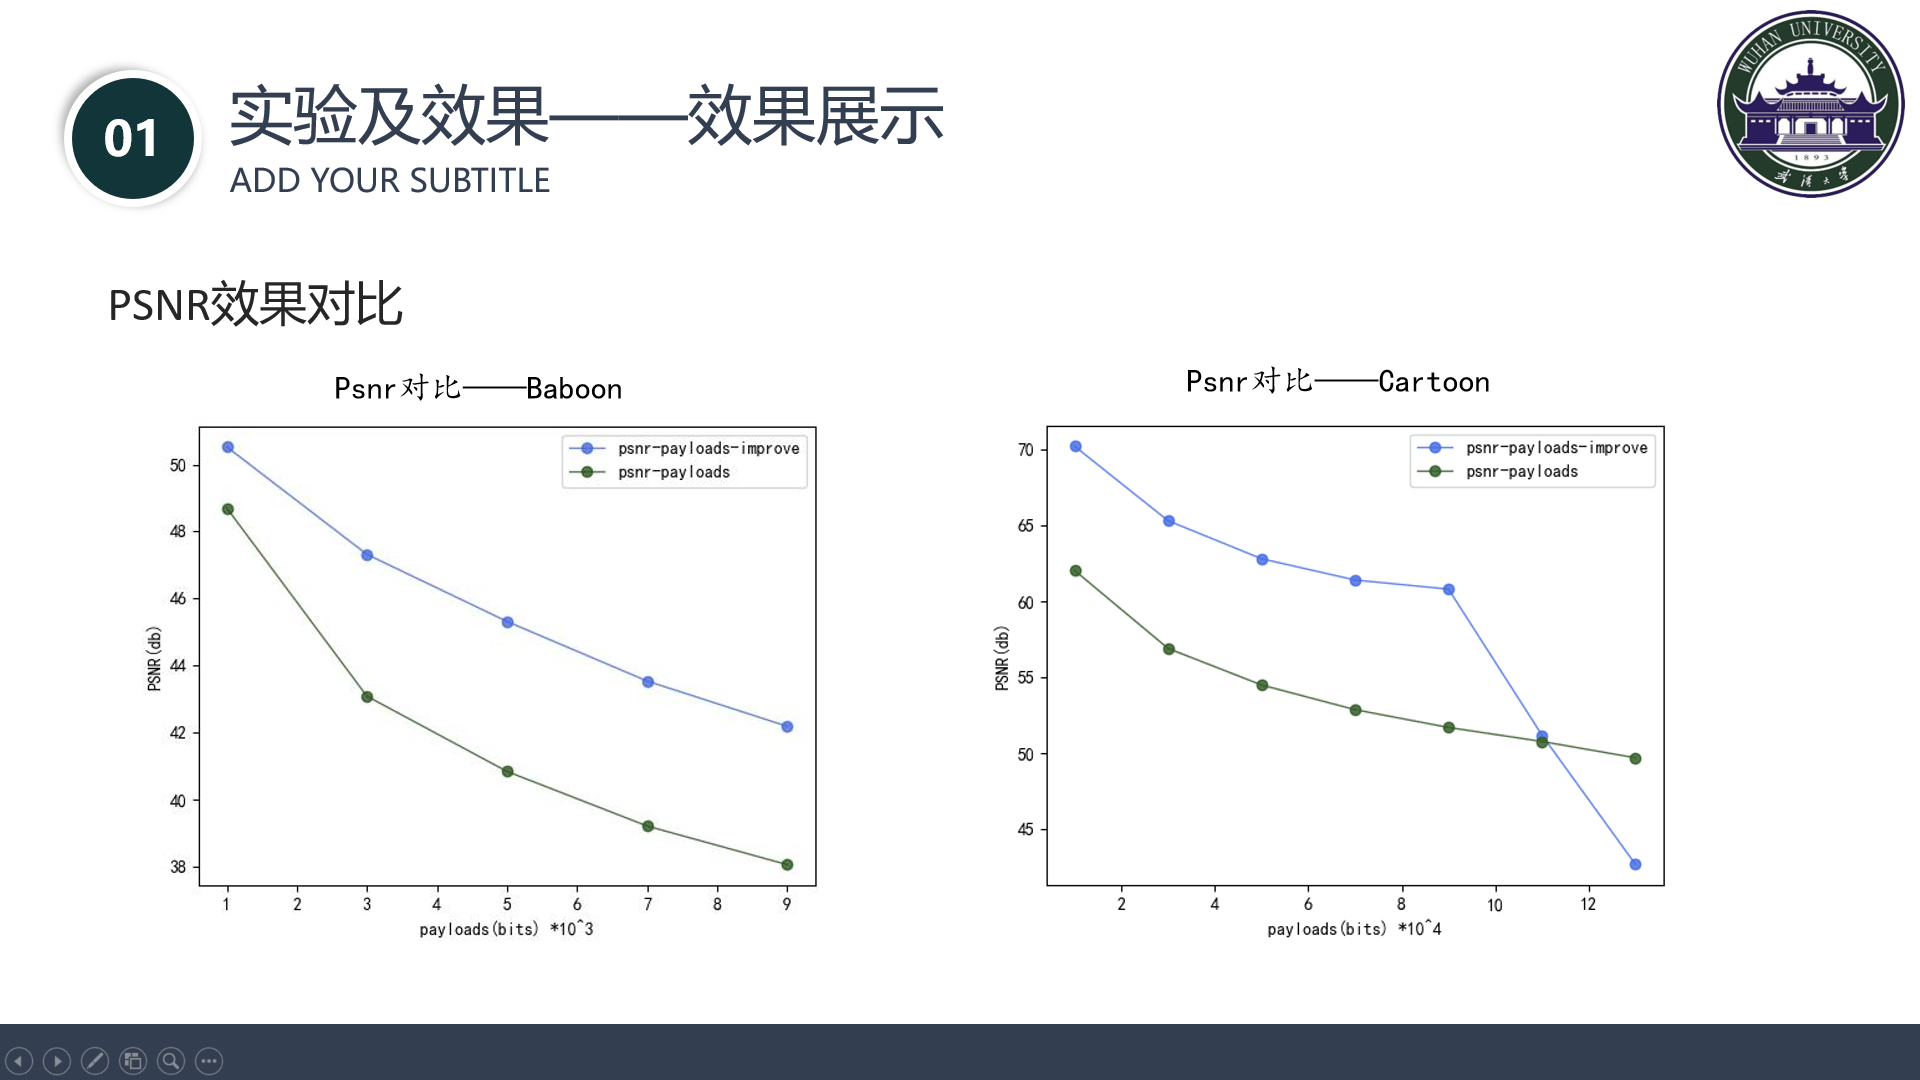 01
实验及效果——效果展示
ADD YOUR SUBTITLE
WUHAN UNIVERSITY
1893
武汉大学
PSNR效果对比
Psnr对比——Baboon
psnr-payloads-improve
psnr-payloads
PSNR(db)
50
48
46
44
42
40
38
1 2 3 4 5 6 7 8 9
payloads(bits) *10^3
Psnr对比——Cartoon
psnr-payloads-improve
psnr-payloads
PSNR(db)
70
65
60
55
50
45
2 4 6 8 10 12
payloads(bits) *10^4